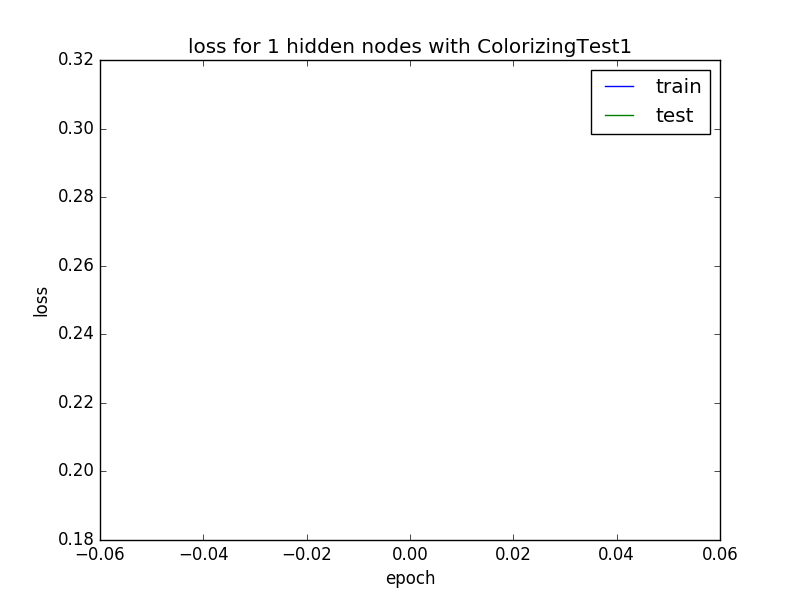 loss for 1 hidden nodes with ColorizingTest1
train
test
0.32
0.30
0.28
0.26
0.24
0.22
0.20
0.18
loss
−0.06 −0.04 −0.02 0.00 0.02 0.04 0.06
epoch